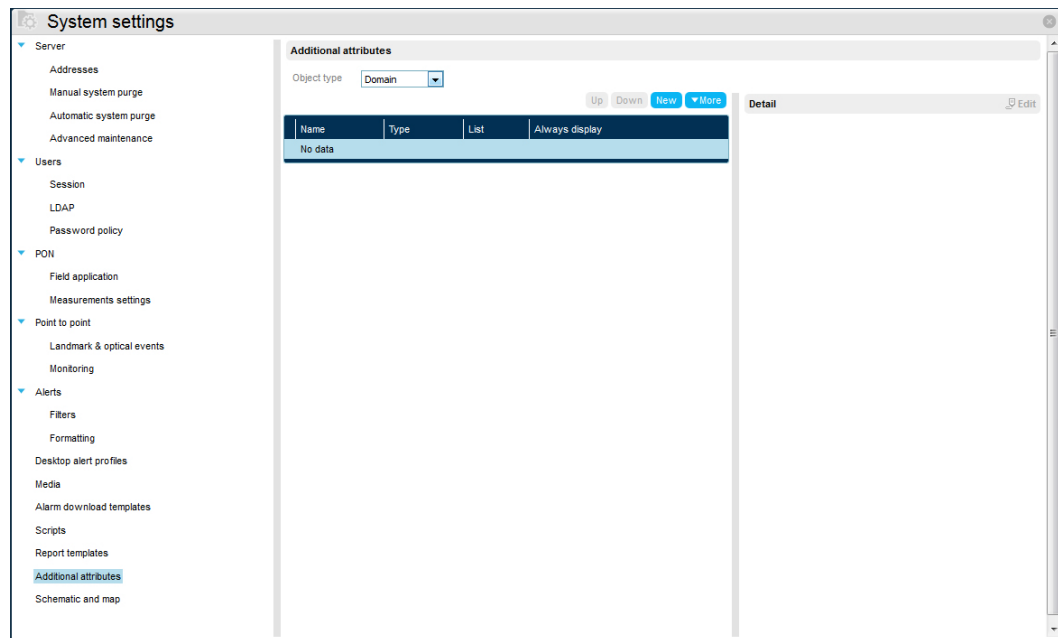 System settings
Server
Addresses
Manual system purge
Automatic system purge
Advanced maintenance
Users
Session
LDAP
Password policy
PON
Field application
Measurements settings
Point to point
Landmark & optical events
Monitoring
Alerts
Filters
Formatting
Desktop alert profiles
Media
Alarm download templates
Scripts
Report templates
Additional attributes
Schematic and map
Additional attributes
Object type Domain
Up Down New More
Name Type List Always display
No data
Detail Edit